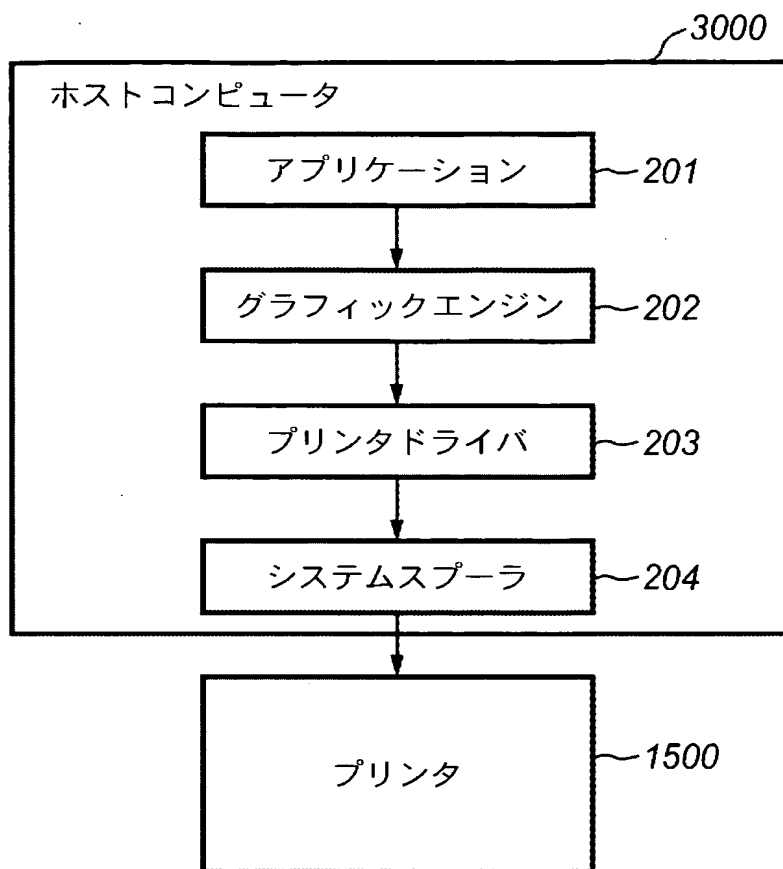 3000
ホストコンピュータ
アプリケーション 201
グラフィックエンジン 202
プリンタドライバ 203
システムスプーラ 204
プリンタ 1500